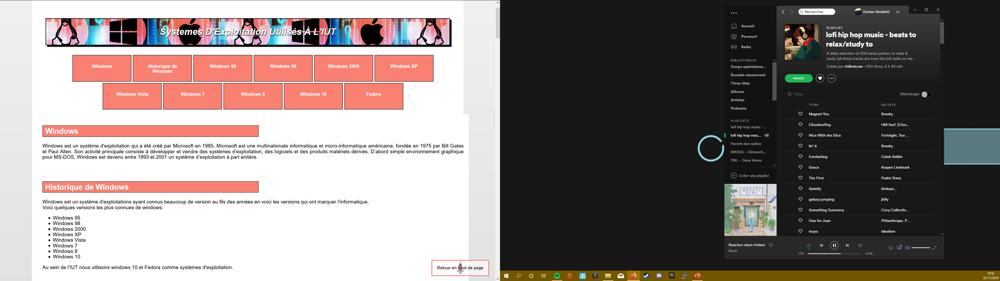 Systemes D'Exploitation Utilisés À L'IUT
Windows
Historique de
Windows
Windows 95
Windows 98
Windows 2000
Windows XP
Windows Vista
Windows 7
Windows 8
Windows 10
Fedora
Windows
Windows est un système d'exploitation qui a été créé par Microsoft en 1985. Microsoft est une multinationale informatique et micro-informatique américaine, fondée en 1975 par Bill Gates
et Paul Allen. Son activité principale consiste à développer et vendre des systèmes d’exploitation, des logiciels et des produits matériels dérivés. D’abord simple environnement graphique
pour MS-DOS, Windows est devenu entre 1993 et 2001 un système d’exploitation à part entière.
Historique de Windows
Windows est un système d'exploitations ayant connus beaucoup de version au fils des années en voici les versions qui ont marquer l'informatique.
Voici quelques versions les plus connues de windows:
Windows 95
Windows 98
Windows 2000
Windows XP
Windows Vista
Windows 7
Windows 8
Windows 10
Au sein de l'IUT nous utilisons windows 10 et Fedora comme systèmes d'exploitation.
Retour en haut de page
Accueil
Parcourir
Radio
BIBLIOTHÈQUE
Conçu spécialeme...
Écoutés récemment
Titres likés
Albums
Artistes
Podcasts
PLAYLISTS
lofi hip hop music -...
lofi hip hop mus...
Favoris des radios
KIKESA – Dimanch...
PNL – Deux frères
Créer une playlist
BASSTI
GIRL
Rechercher
Dorian Vendetti
PLAYLIST
lofi hip hop music - beats to
relax/study to
A daily selection of 200 beats perfect to relax &
study (all these tracks are from the lofi radio on my...
Créée par chilledcow • 200 titres, 6 h 43 min
PAUSE
Filtre
Télécharger
TITRE ARTISTE
Magnet You Brenky
Cloudsurfing HM Surf, [Clou...
Nice With the Dice Fortnight, Too ...
liv' it Brenky
Everlasting Caleb Belkin
Grace Kasper Lindmark
The First Psalm Trees
Quietly blnkspc_
galaxy jumping jhfly
Something Summery Cozy Collectiv...
One for Juan Philanthrope, P...
tsuyu Idealism
Beachen dann trinken
Bassti
1:20 -0:49
19:52
07/11/2019